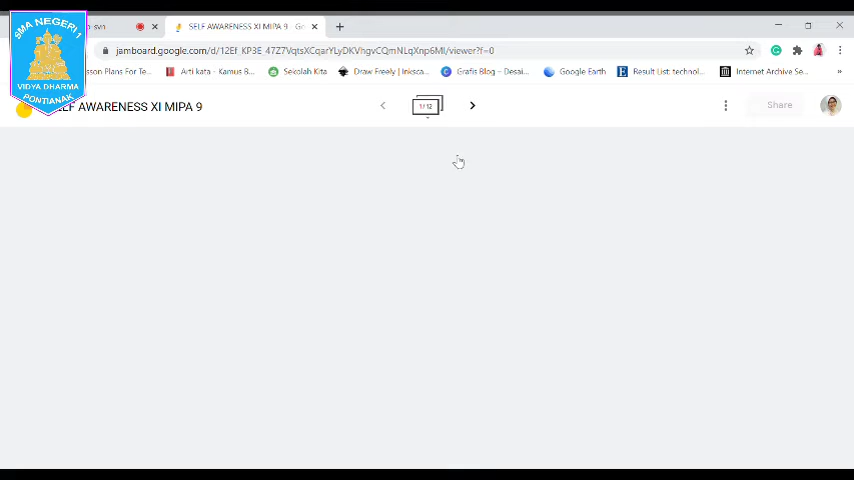 SMA NEGERI 1
VIDYA DHARMA
PONTIANAK
SELF AWARENESS XI MIPA 9 - Go
jamboard.google.com/d/12Ef_KP3E_47Z7VqtsXCqarYLyDKVhgvCQmNLqXnp6MI/viewer?f=0
sson Plans For Te...
Arti kata - Kamus B...
Sekolah Kita
Draw Freely | Inksca...
Grafis Blog – Desai...
Google Earth
Result List: technol...
Internet Archive Se...
SELF AWARENESS XI MIPA 9
1/12
Share